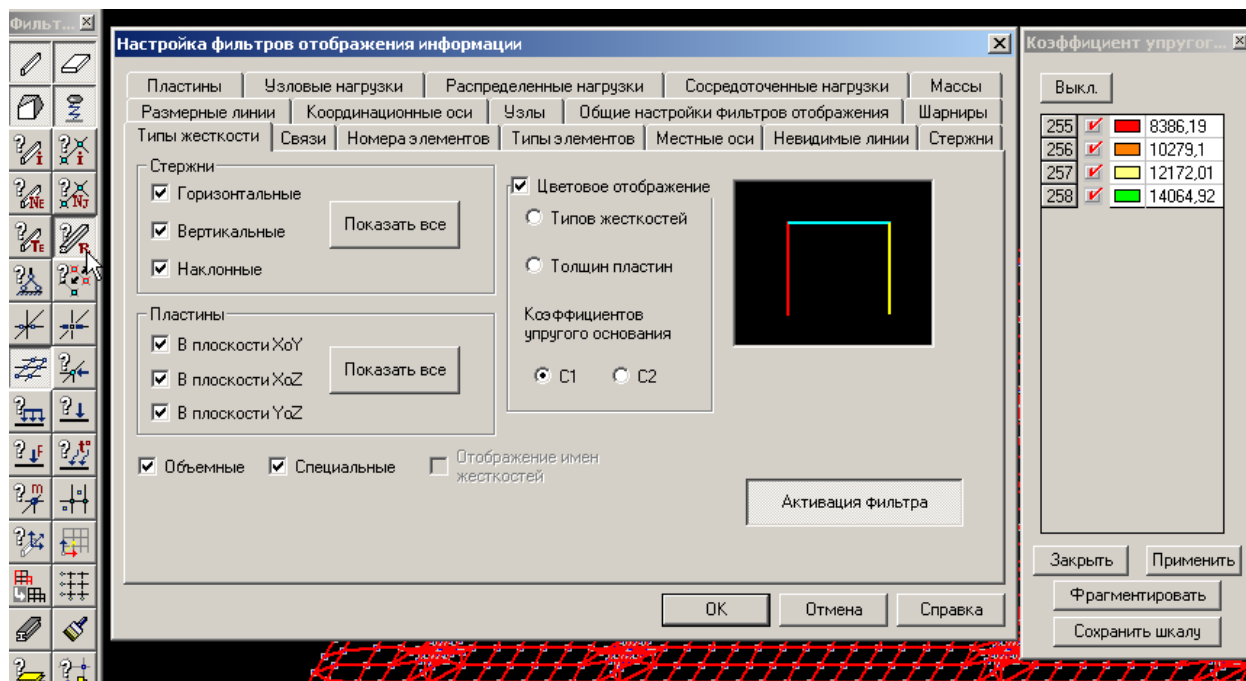 Фильт...
Настройка фильтров отображения информации
Коэффициент упругог...
Пластины
Узловые нагрузки
Распределенные нагрузки
Сосредоточенные нагрузки
Массы
Размерные линии
Координационные оси
Узлы
Общие настройки фильтров отображения
Шарниры
Типы жесткости
Связи
Номера элементов
Типы элементов
Местные оси
Невидимые линии
Стержни
Стержни
Горизонтальные
Вертикальные
Наклонные
Показать все
Пластины
В плоскости XoY
В плоскости XoZ
В плоскости YoZ
Показать все
Объемные
Специальные
Отображение имен
жесткостей
Цветовое отображение
Типов жесткостей
Толщин пластин
Коэффициентов
упругого основания
C1
C2
Активация фильтра
OK
Отмена
Справка
Выкл.
255 8386,19
256 10279,1
257 12172,01
258 14064,92
Закрыть
Применить
Фрагментировать
Сохранить шкалу